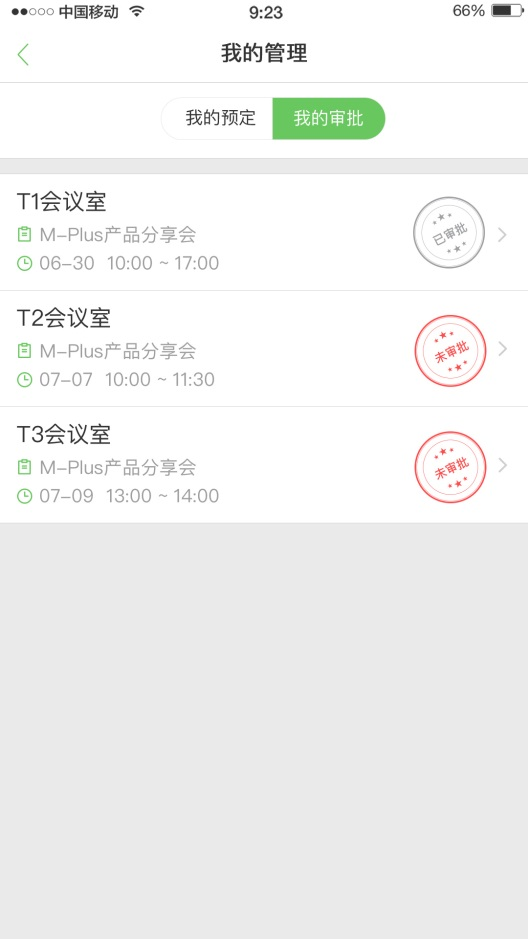 中国移动 9:23 66%
我的管理
我的预定 我的审批
T1会议室
M-Plus产品分享会
06-30 10:00 ~ 17:00
已审批
T2会议室
M-Plus产品分享会
07-07 10:00 ~ 11:30
未审批
T3会议室
M-Plus产品分享会
07-09 13:00 ~ 14:00
未审批